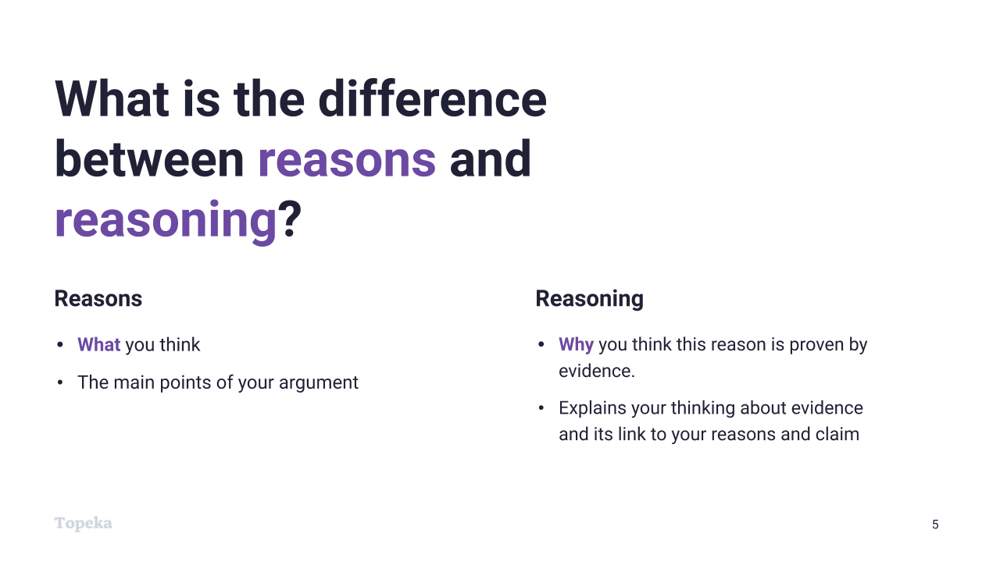 What is the difference
between reasons and
reasoning?
Reasons
• What you think
• The main points of your argument
Reasoning
• Why you think this reason is proven by
evidence.
• Explains your thinking about evidence
and its link to your reasons and claim
Topeka
5